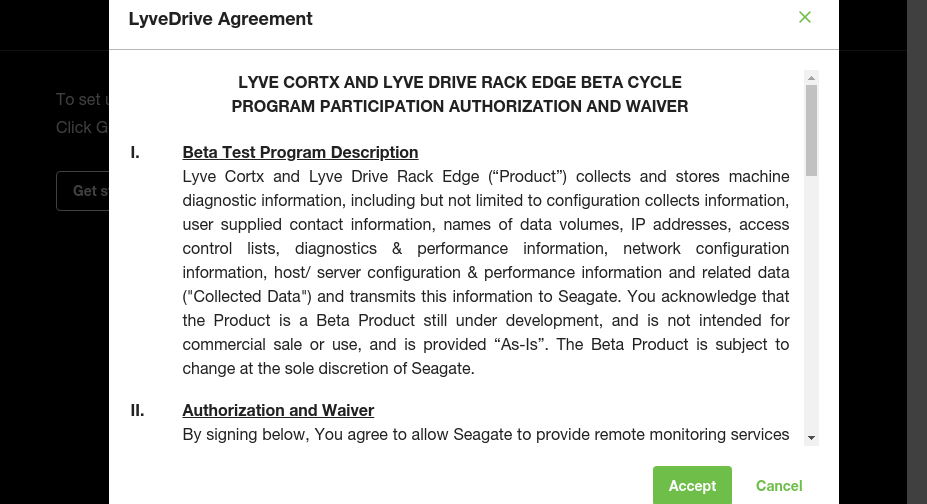 LyveDrive Agreement
LYVE CORTX AND LYVE DRIVE RACK EDGE BETA CYCLE
PROGRAM PARTICIPATION AUTHORIZATION AND WAIVER
To set
Click G
Get s
I. Beta Test Program Description
Lyve Cortx and Lyve Drive Rack Edge (“Product”) collects and stores machine
diagnostic information, including but not limited to configuration collects information,
user supplied contact information, names of data volumes, IP addresses, access
control lists, diagnostics & performance information, network configuration
information, host/ server configuration & performance information and related data
("Collected Data") and transmits this information to Seagate. You acknowledge that
the Product is a Beta Product still under development, and is not intended for
commercial sale or use, and is provided “As-Is”. The Beta Product is subject to
change at the sole discretion of Seagate.
II. Authorization and Waiver
By signing below, You agree to allow Seagate to provide remote monitoring services
Accept
Cancel